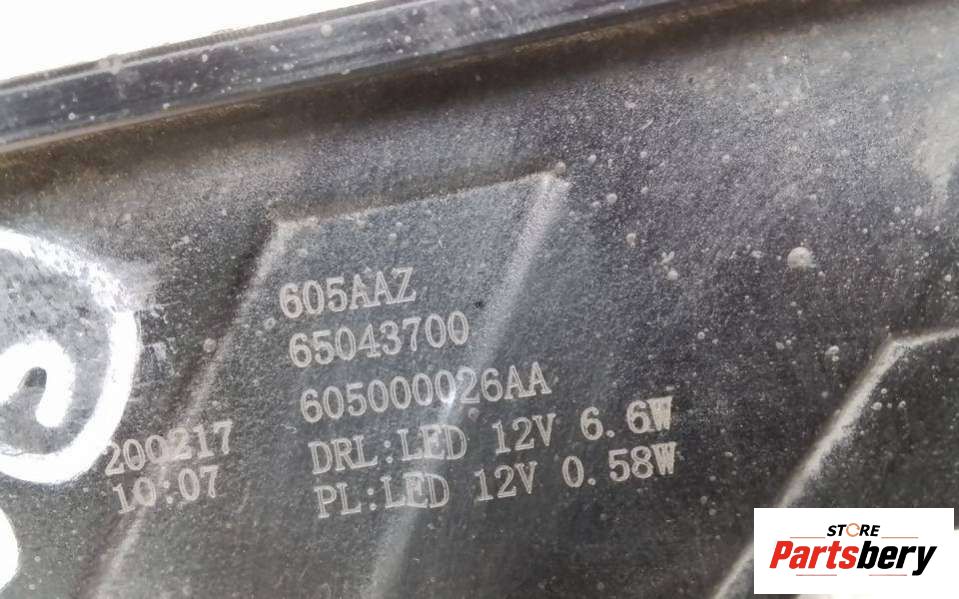 605AAZ
65043700
605000026AA
DRL:LED 12V 6.6W
PL:LED 12V 0.58W
200217
10:07
STORE
Partsbery